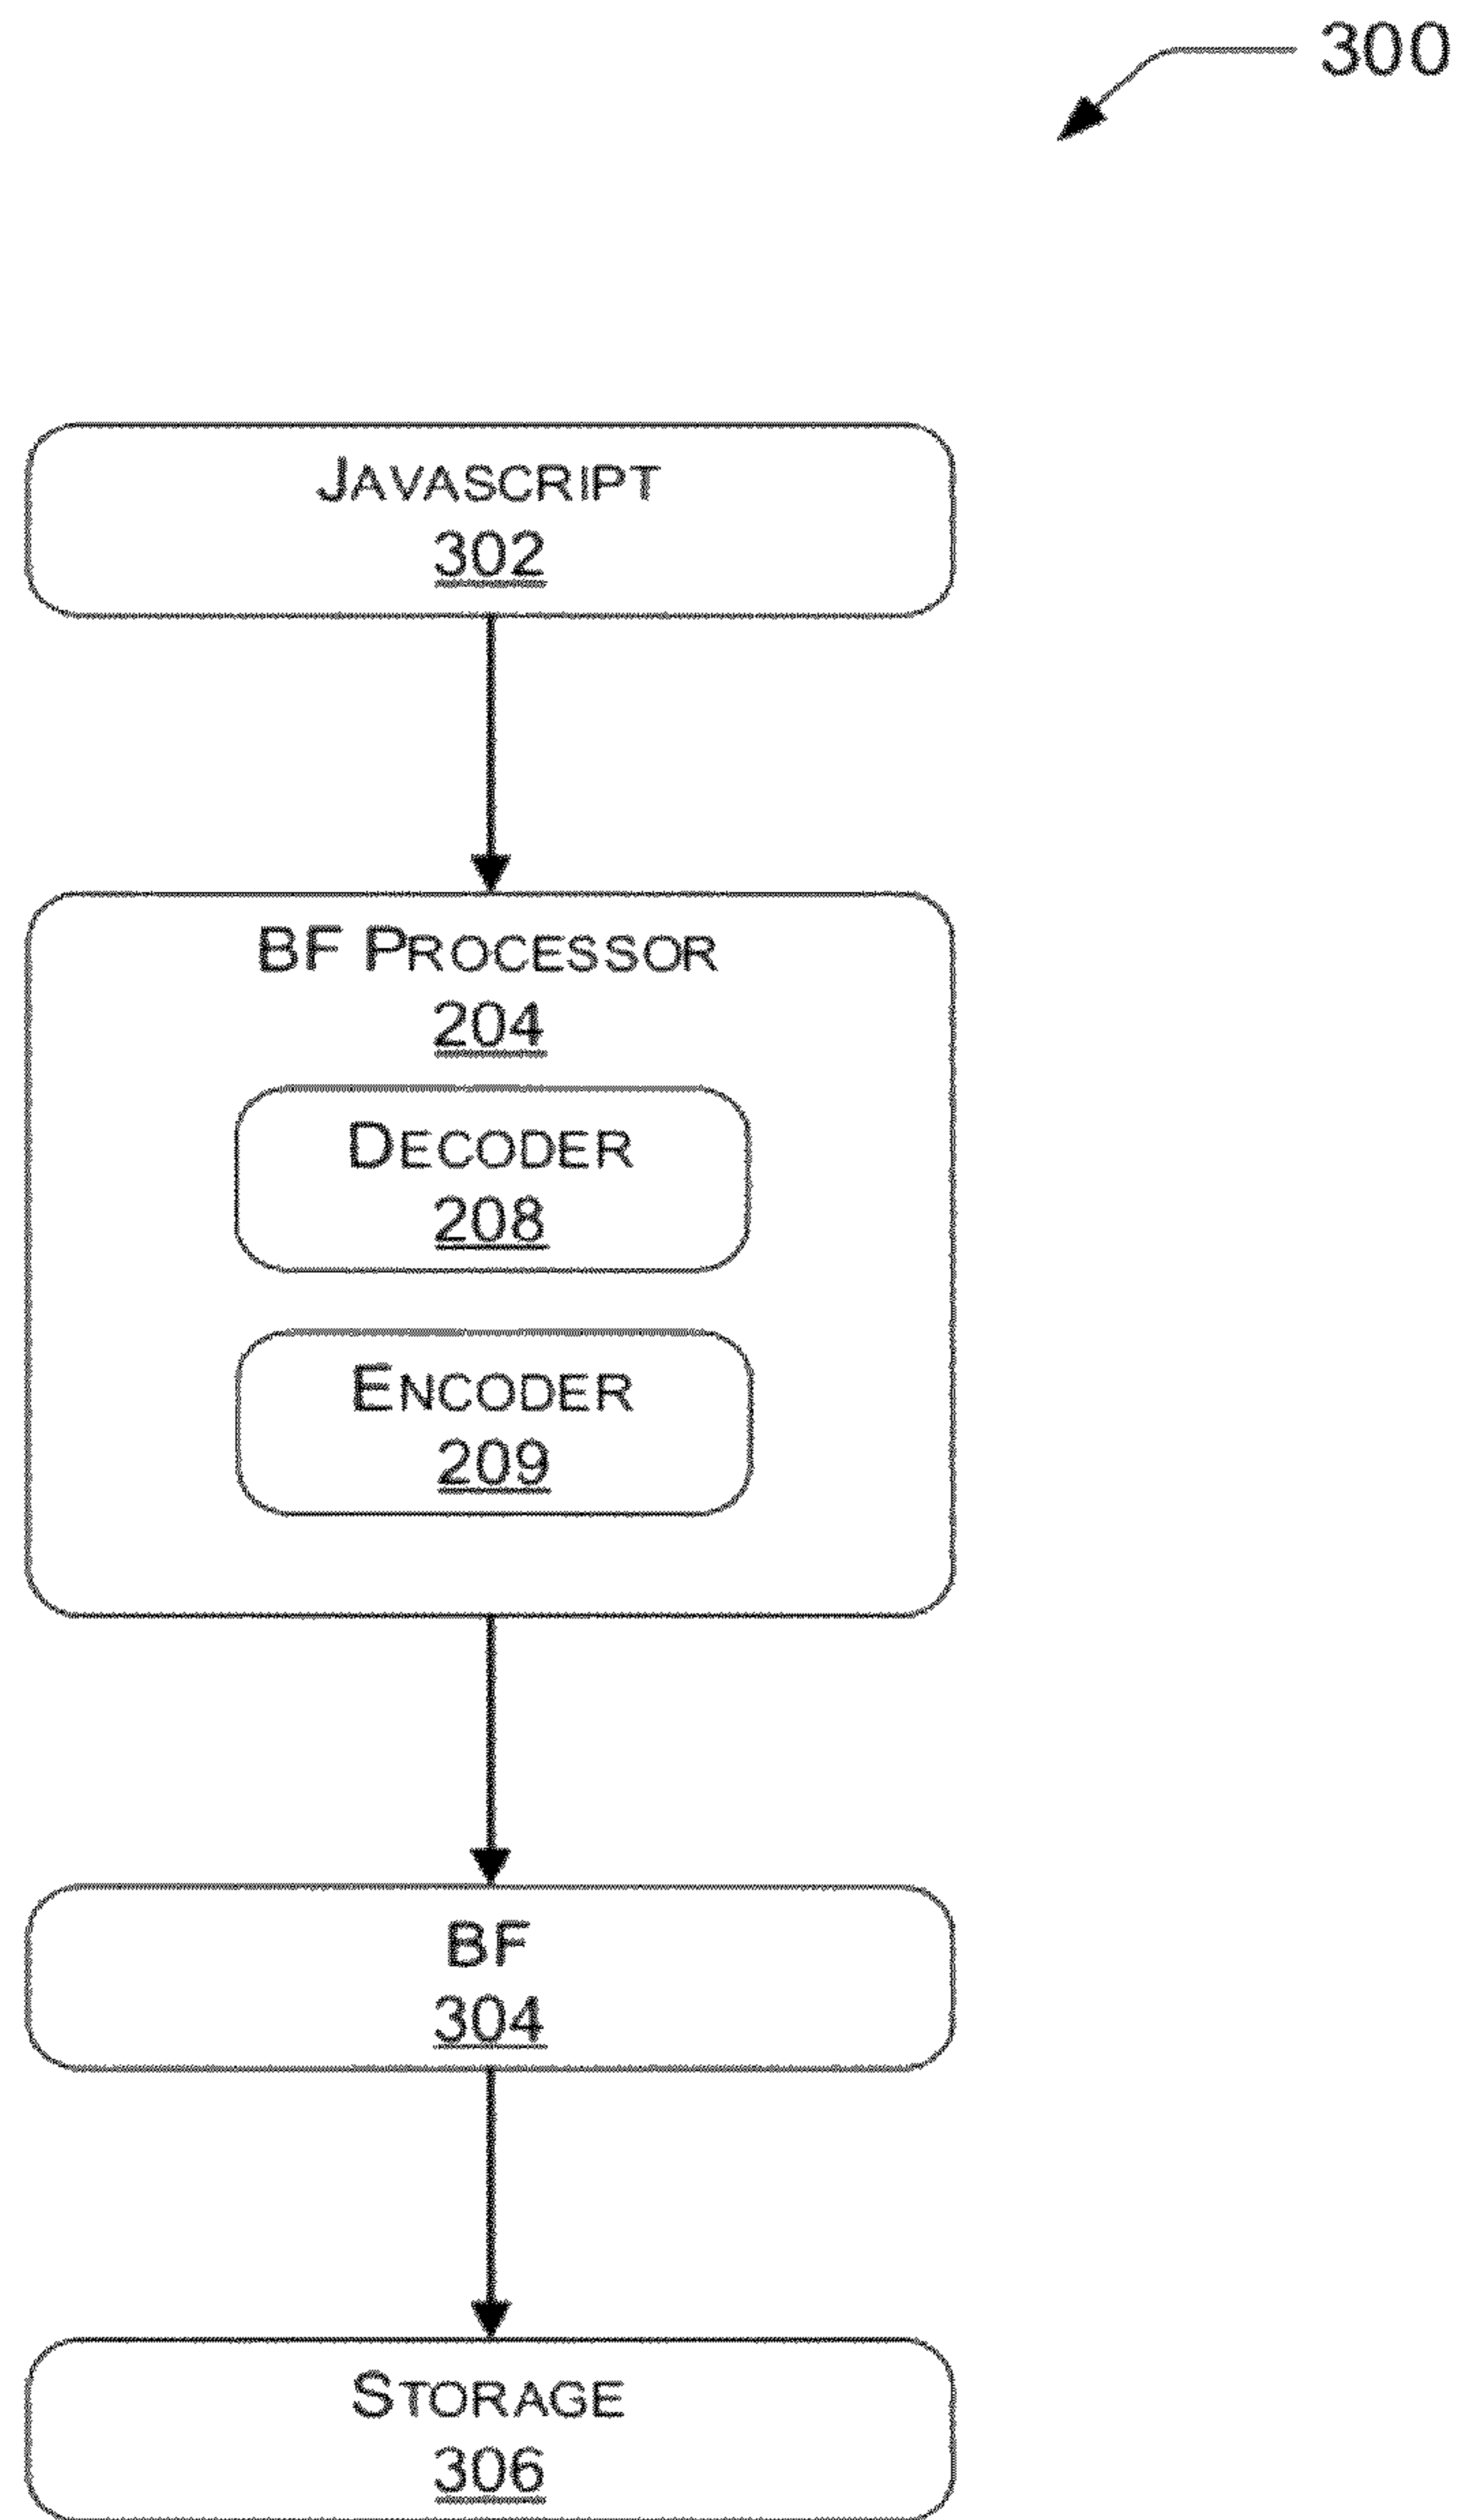 300
JAVASCRIPT
302
BF PROCESSOR
204
DECODER
208
ENCODER
209
BF
304
STORAGE
306